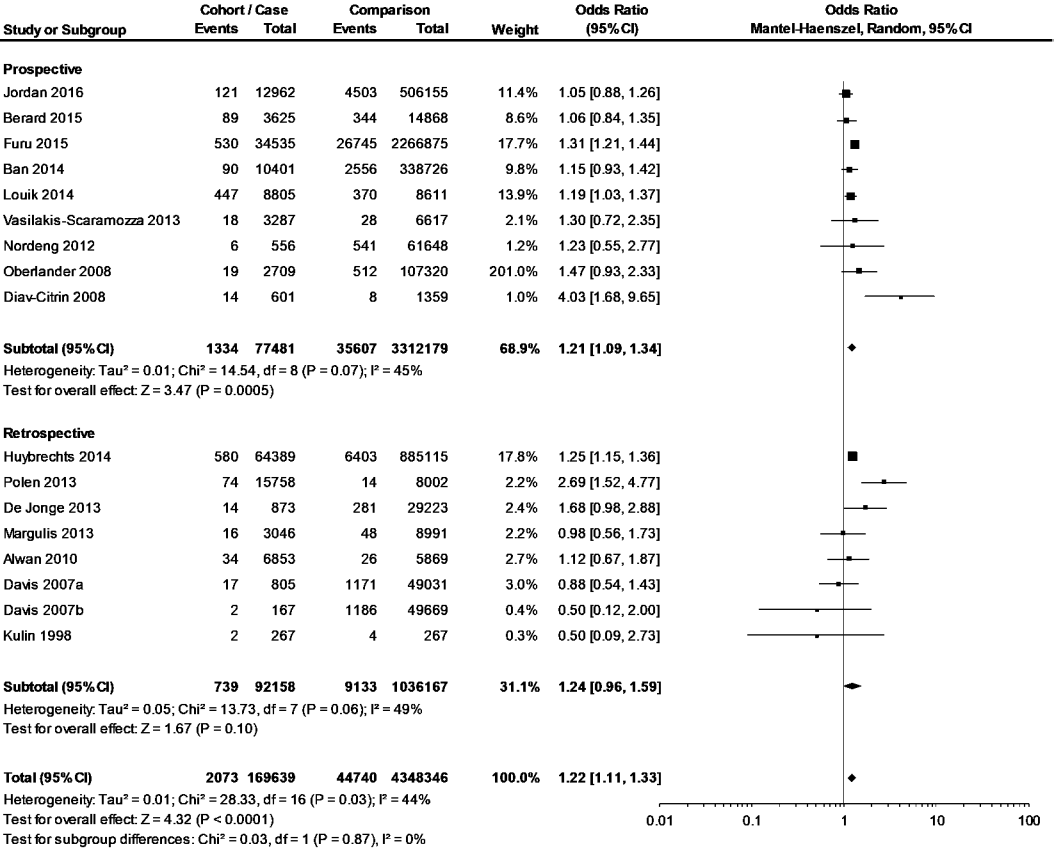 Cohort / Case Comparison Odds Ratio Odds Ratio
Study or Subgroup Events Total Events Total Weight (95%CI) Mantel-Haenszel, Random, 95%CI
Prospective
Jordan 2016 121 12962 4503 506155 11.4% 1.05 [0.88, 1.26]
Berard 2015 89 3625 344 14868 8.6% 1.06 [0.84, 1.35]
Furu 2015 530 34535 26745 2266875 17.7% 1.31 [1.21, 1.44]
Ban 2014 90 10401 2556 338726 9.8% 1.15 [0.93, 1.42]
Louik 2014 447 8805 370 8611 13.9% 1.19 [1.03, 1.37]
Vasilakis-Scaramozza 2013 18 3287 28 6617 2.1% 1.30 [0.72, 2.35]
Nordeng 2012 6 556 541 61648 1.2% 1.23 [0.55, 2.77]
Oberlander 2008 19 2709 512 107320 201.0% 1.47 [0.93, 2.33]
Diav-Citrin 2008 14 601 8 1359 1.0% 4.03 [1.68, 9.65]
Subtotal (95%CI) 1334 77481 35607 3312179 68.9% 1.21 [1.09, 1.34]
Heterogeneity: Tau² = 0.01; Chi² = 14.54, df = 8 (P = 0.07); I² = 45%
Test for overall effect: Z = 3.47 (P = 0.0005)
Retrospective
Huybrechts 2014 580 64389 6403 885115 17.8% 1.25 [1.15, 1.36]
Polen 2013 74 15758 14 8002 2.2% 2.69 [1.52, 4.77]
De Jonge 2013 14 873 281 29223 2.4% 1.68 [0.98, 2.88]
Margulis 2013 16 3046 48 8991 2.2% 0.98 [0.56, 1.73]
Alwan 2010 34 6853 26 5869 2.7% 1.12 [0.67, 1.87]
Davis 2007a 17 805 1171 49031 3.0% 0.88 [0.54, 1.43]
Davis 2007b 2 167 1186 49669 0.4% 0.50 [0.12, 2.00]
Kulin 1998 2 267 4 267 0.3% 0.50 [0.09, 2.73]
Subtotal (95%CI) 739 92158 9133 1036167 31.1% 1.24 [0.96, 1.59]
Heterogeneity: Tau² = 0.05; Chi² = 13.73, df = 7 (P = 0.06); I² = 49%
Test for overall effect: Z = 1.67 (P = 0.10)
Total (95%CI) 2073 169639 44740 4348346 100.0% 1.22 [1.11, 1.33]
Heterogeneity: Tau² = 0.01; Chi² = 28.33, df = 16 (P = 0.03); I² = 44%
Test for overall effect: Z = 4.32 (P < 0.0001)
Test for subgroup differences: Chi² = 0.03, df = 1 (P = 0.87), I² = 0%
0.01 0.1 1 10 100